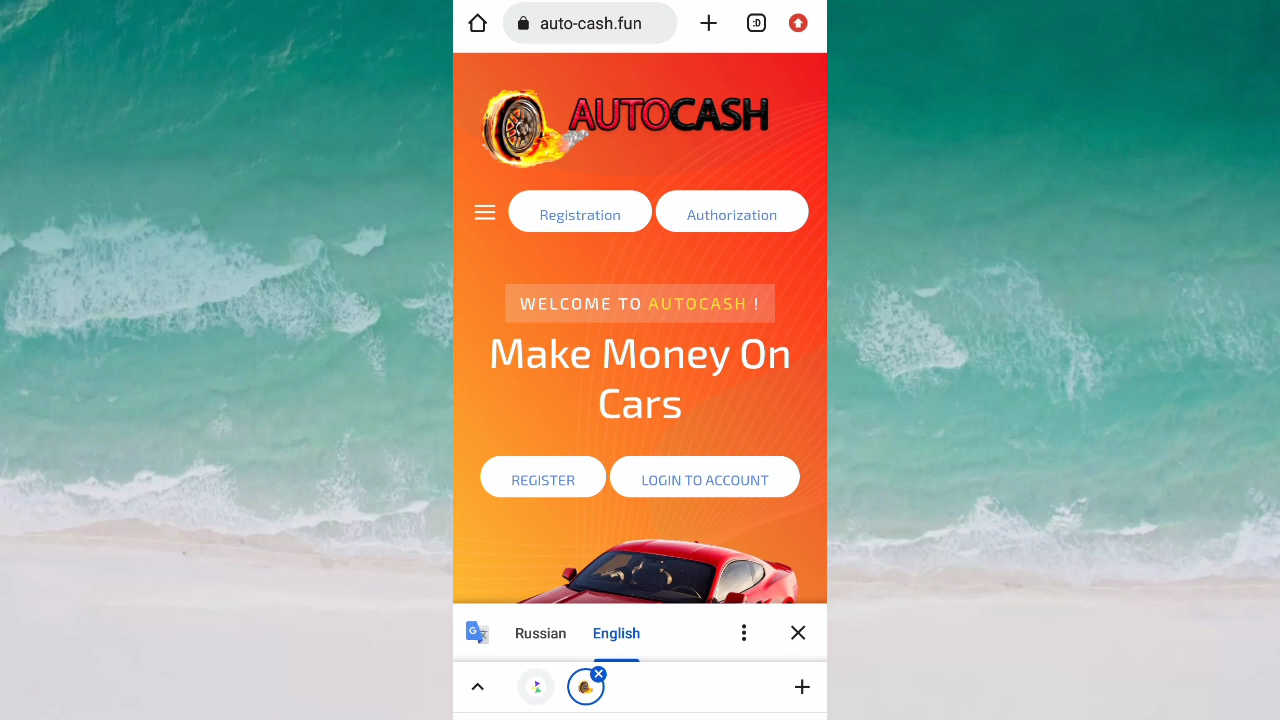 auto-cash.fun
:D
AUTOCASH
Registration
Authorization
WELCOME TO AUTOCASH !
Make Money On
Cars
REGISTER
LOGIN TO ACCOUNT
G 文
Russian
English